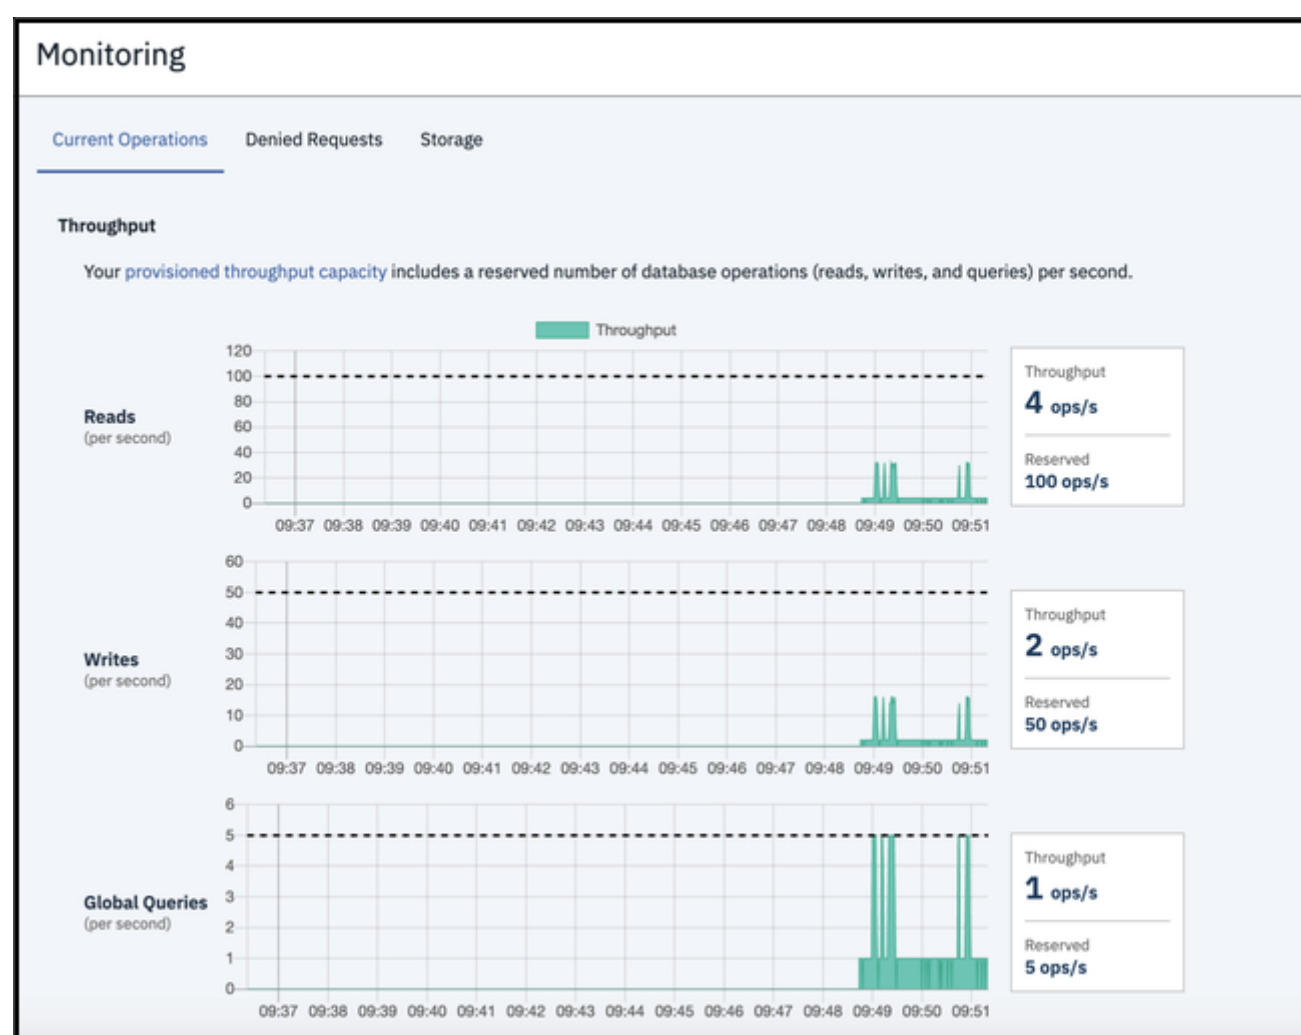 Monitoring
Current Operations Denied Requests Storage
Throughput
Your provisioned throughput capacity includes a reserved number of database operations (reads, writes, and queries) per second.
Throughput
120
100
80
60
40
20
0
Reads
(per second)
09:37 09:38 09:39 09:40 09:41 09:42 09:43 09:44 09:45 09:46 09:47 09:48 09:49 09:50 09:51
Throughput
4 ops/s
Reserved
100 ops/s
60
50
40
30
20
10
0
Writes
(per second)
09:37 09:38 09:39 09:40 09:41 09:42 09:43 09:44 09:45 09:46 09:47 09:48 09:49 09:50 09:51
Throughput
2 ops/s
Reserved
50 ops/s
6
5
4
3
2
1
0
Global Queries
(per second)
09:37 09:38 09:39 09:40 09:41 09:42 09:43 09:44 09:45 09:46 09:47 09:48 09:49 09:50 09:51
Throughput
1 ops/s
Reserved
5 ops/s